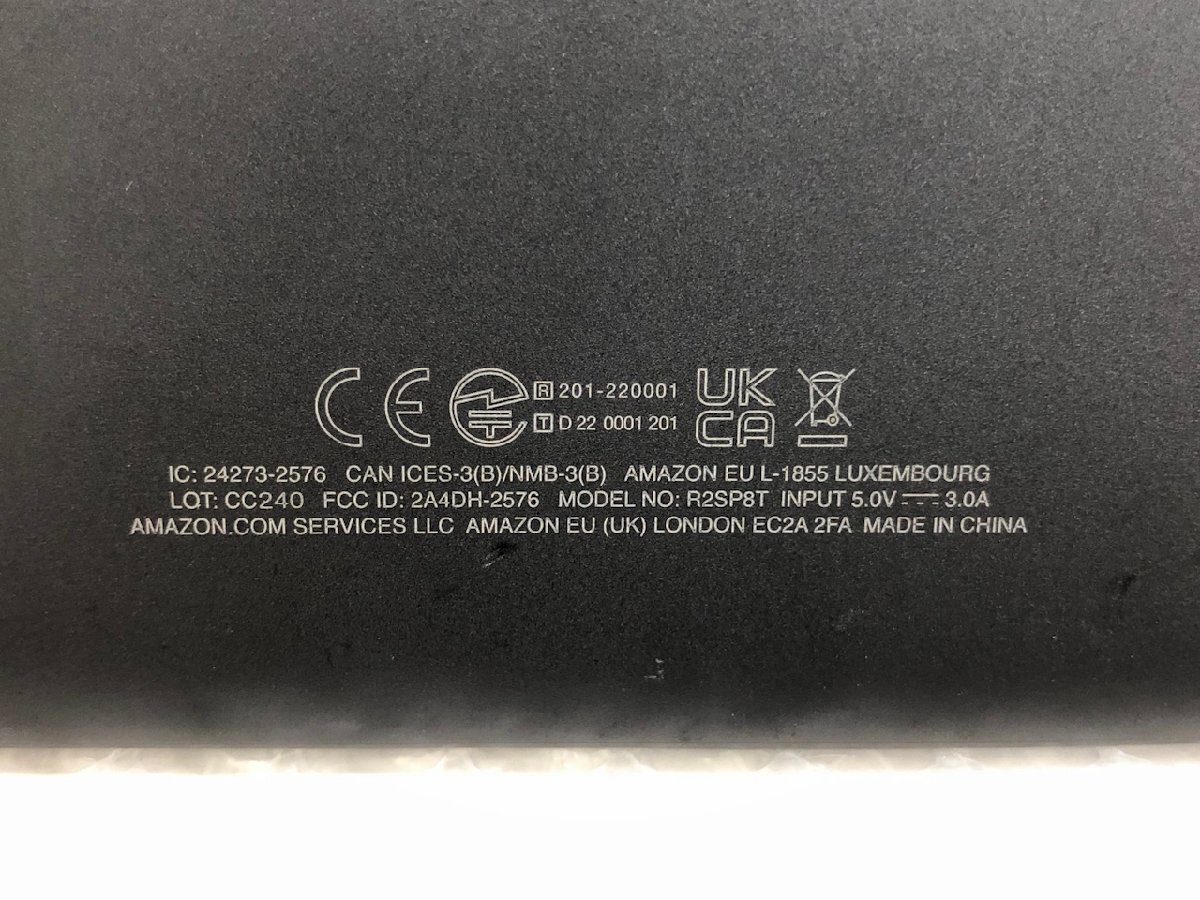 CE R 201-220001 UK
T D 22 0001 201 CA
IC: 24273-2576 CAN ICES-3(B)/NMB-3(B) AMAZON EU L-1855 LUXEMBOURG
LOT: CC240 FCC ID: 2A4DH-2576 MODEL NO: R2SP8T INPUT 5.0V ⎓ 3.0A
AMAZON.COM SERVICES LLC AMAZON EU (UK) LONDON EC2A 2FA MADE IN CHINA